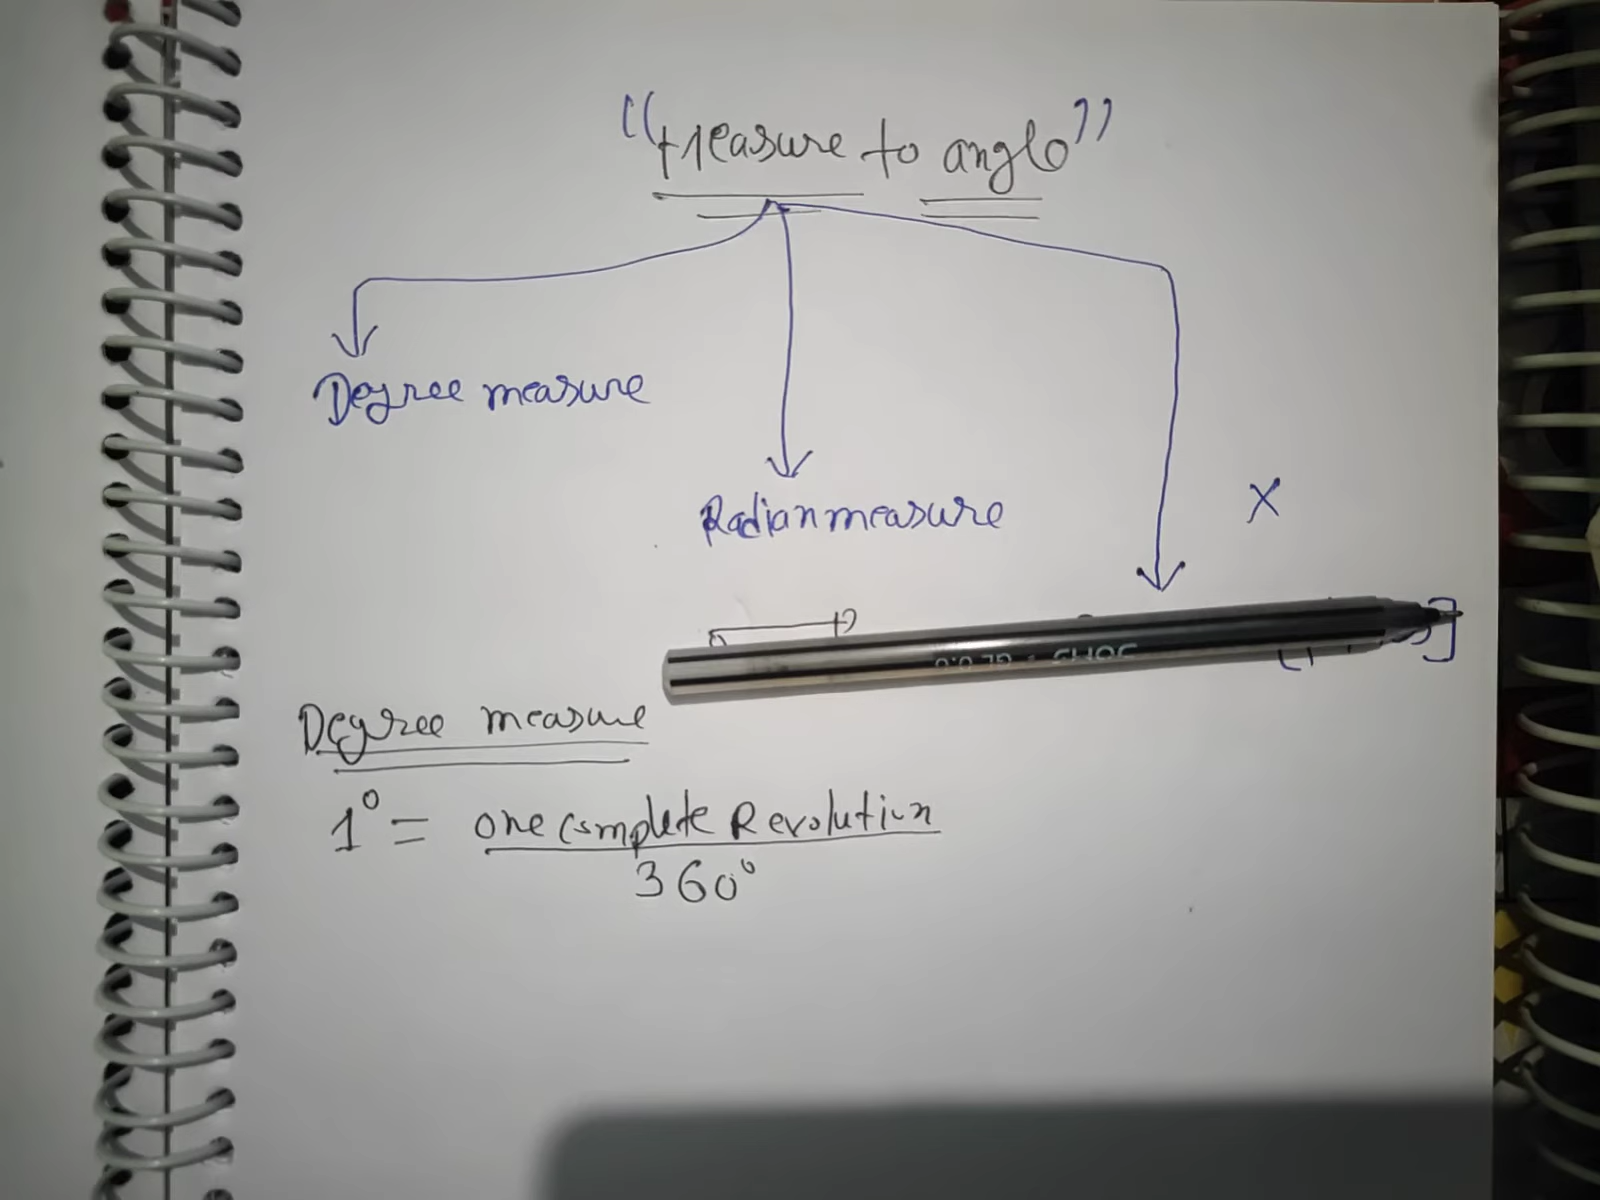 "Measure to angle"
Degree measure
Radian measure
X
Degree measure
1° = one complete Revolution
360°